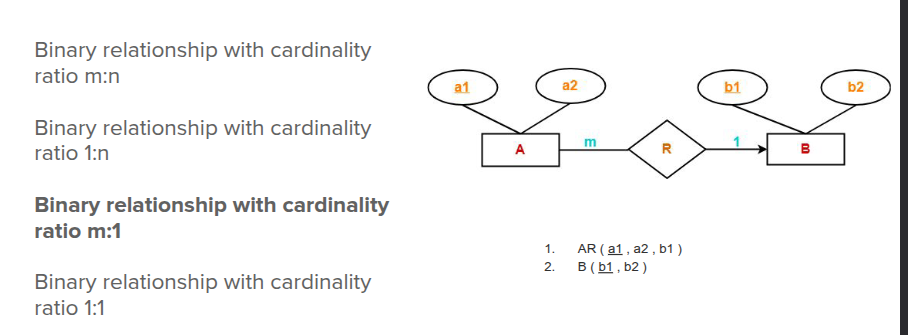 Binary relationship with cardinality
ratio m:n
Binary relationship with cardinality
ratio 1:n
Binary relationship with cardinality
ratio m:1
Binary relationship with cardinality
ratio 1:1
a1
a2
b1
b2
A
m
R
1
B
1. AR ( a1 , a2 , b1 )
2. B ( b1 , b2 )